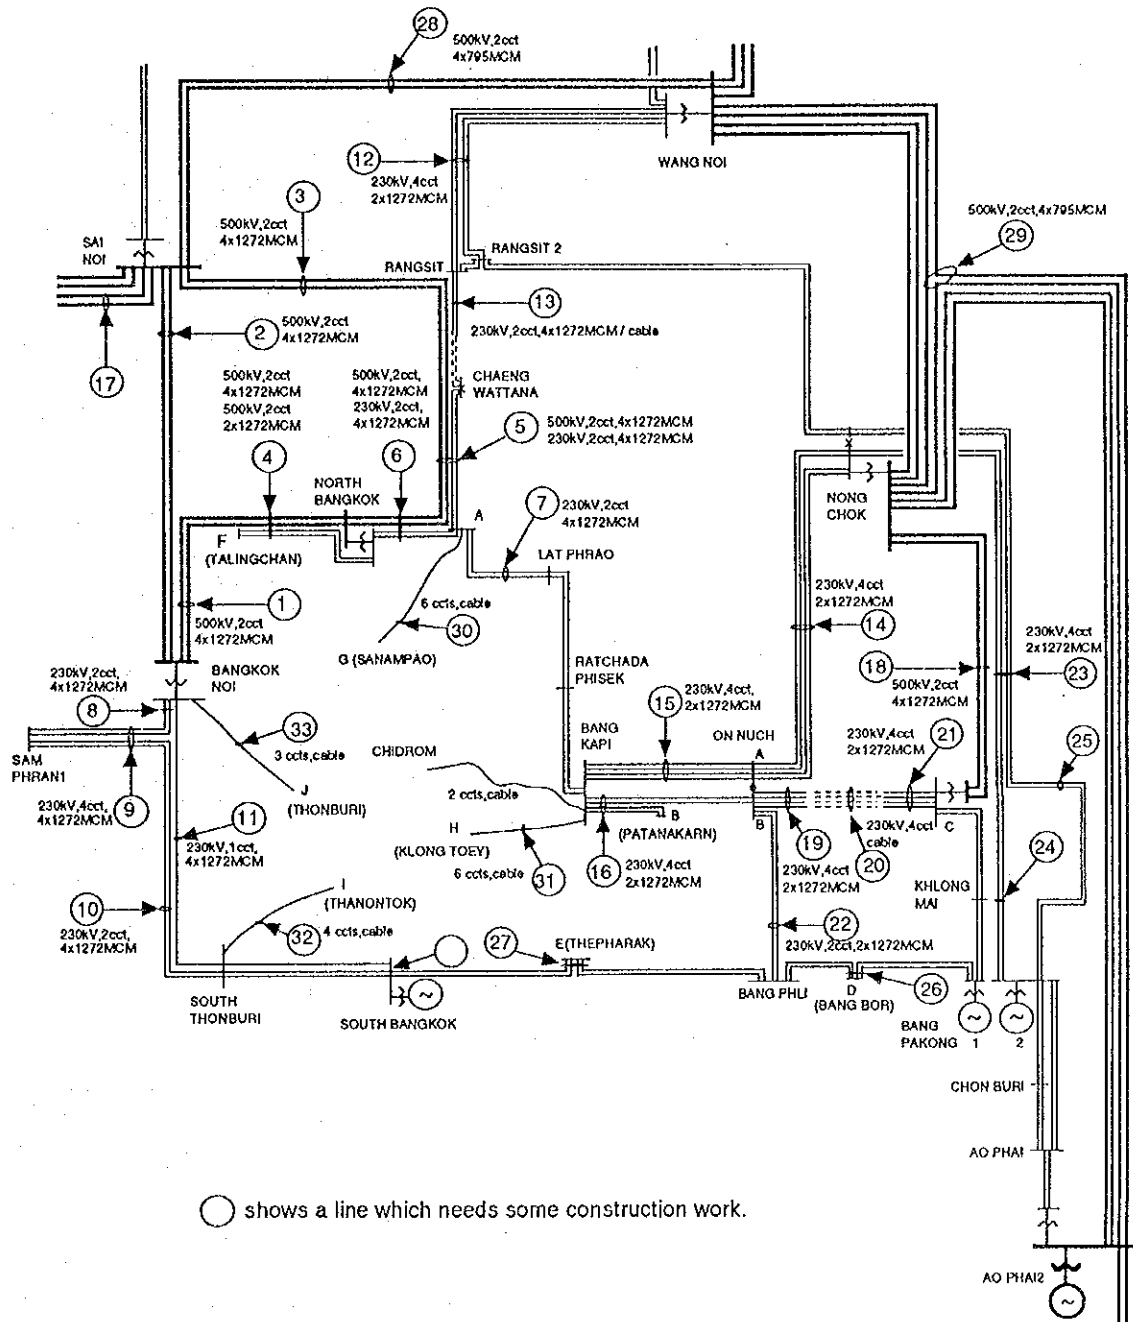 28
500kV,2cct
4x795MCM
WANG NOI
12
230kV,4cct
2x1272MCM
3
500kV,2cct
4x1272MCM
500kV,2cct,4x795MCM
29
SAI
NOI
RANGSIT 2
RANGSIT
13
230kV,2cct,4x1272MCM / cable
2
500kV,2cct
4x1272MCM
17
CHAENG
WATTANA
500kV,2cct
4x1272MCM
500kV,2cct
2x1272MCM
500kV,2cct,
4x1272MCM
230kV,2cct,
4x1272MCM
5
500kV,2cct,4x1272MCM
230kV,2cct,4x1272MCM
4
6
NORTH
BANGKOK
A
7
230kV,2cct
4x1272MCM
NONG
CHOK
F
(TALINGCHAN)
LAT PHRAO
1
500kV,2cct
4x1272MCM
6 ccts,cable
30
G (SANAMPAO)
230kV,4cct
2x1272MCM
14
230kV,4cct
2x1272MCM
18
23
500kV,2cct
4x1272MCM
BANGKOK
NOI
230kV,2cct,
4x1272MCM
8
RATCHADA
PHISEK
15
230kV,4cct,
2x1272MCM
BANG
KAPI
ON NUCH
A
230kV,4cct
2x1272MCM
21
25
33
3 ccts,cable
CHIDROM
SAM
PHRAN1
9
230kV,4cct,
4x1272MCM
J
(THONBURI)
2 ccts,cable
B
(PATANAKARN)
B
19
230kV,4cct
cable
20
C
11
230kV,1cct,
4x1272MCM
H
(KLONG TOEY)
31
6 ccts,cable
16
230kV,4cct
2x1272MCM
230kV,4cct
2x1272MCM
24
KHLONG
MAI
10
230kV,2cct,
4x1272MCM
I
(THANONTOK)
32
4 ccts,cable
22
230kV,2cct,2x1272MCM
27
E(THEPHARAK)
SOUTH
THONBURI
SOUTH BANGKOK
BANG PHLI
D
(BANG BOR)
26
BANG
PAKONG
1
2
CHON BURI
AO PHAI
shows a line which needs some construction work.
AO PHAI2